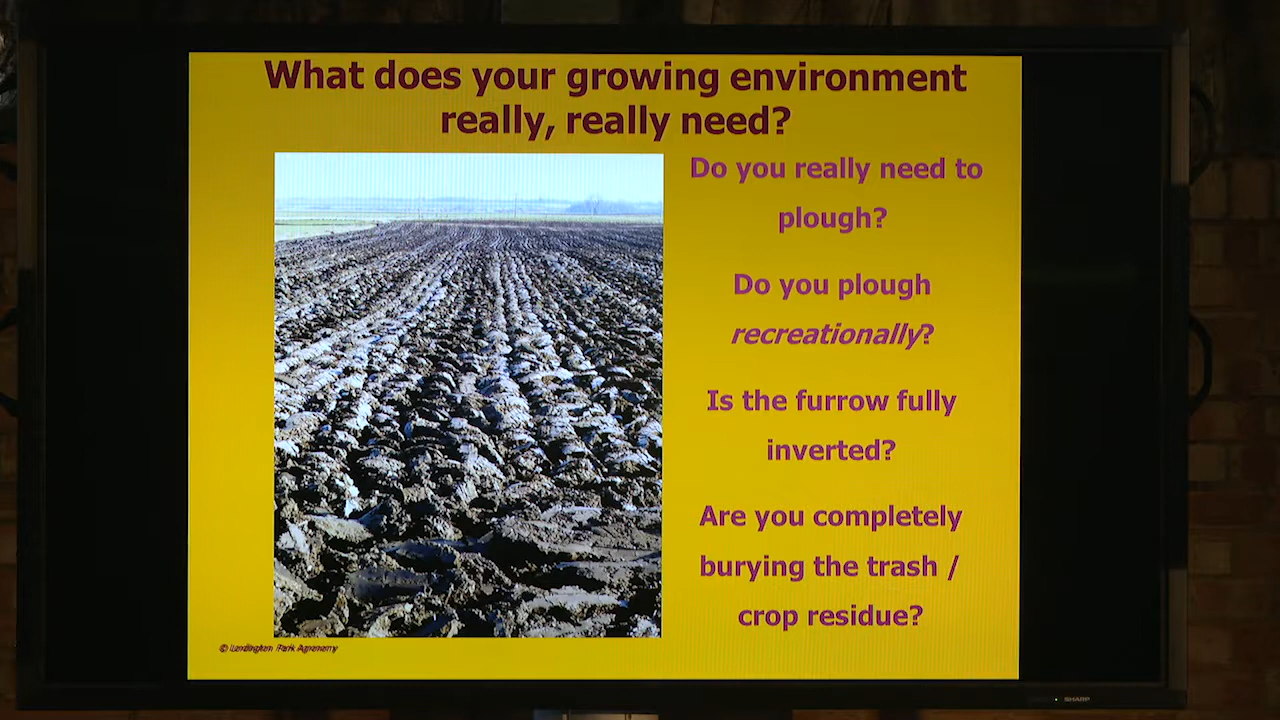 What does your growing environment
really, really need?
Do you really need to
plough?
Do you plough
recreationally?
Is the furrow fully
inverted?
Are you completely
burying the trash /
crop residue?
© Park Agronomy
SHARP